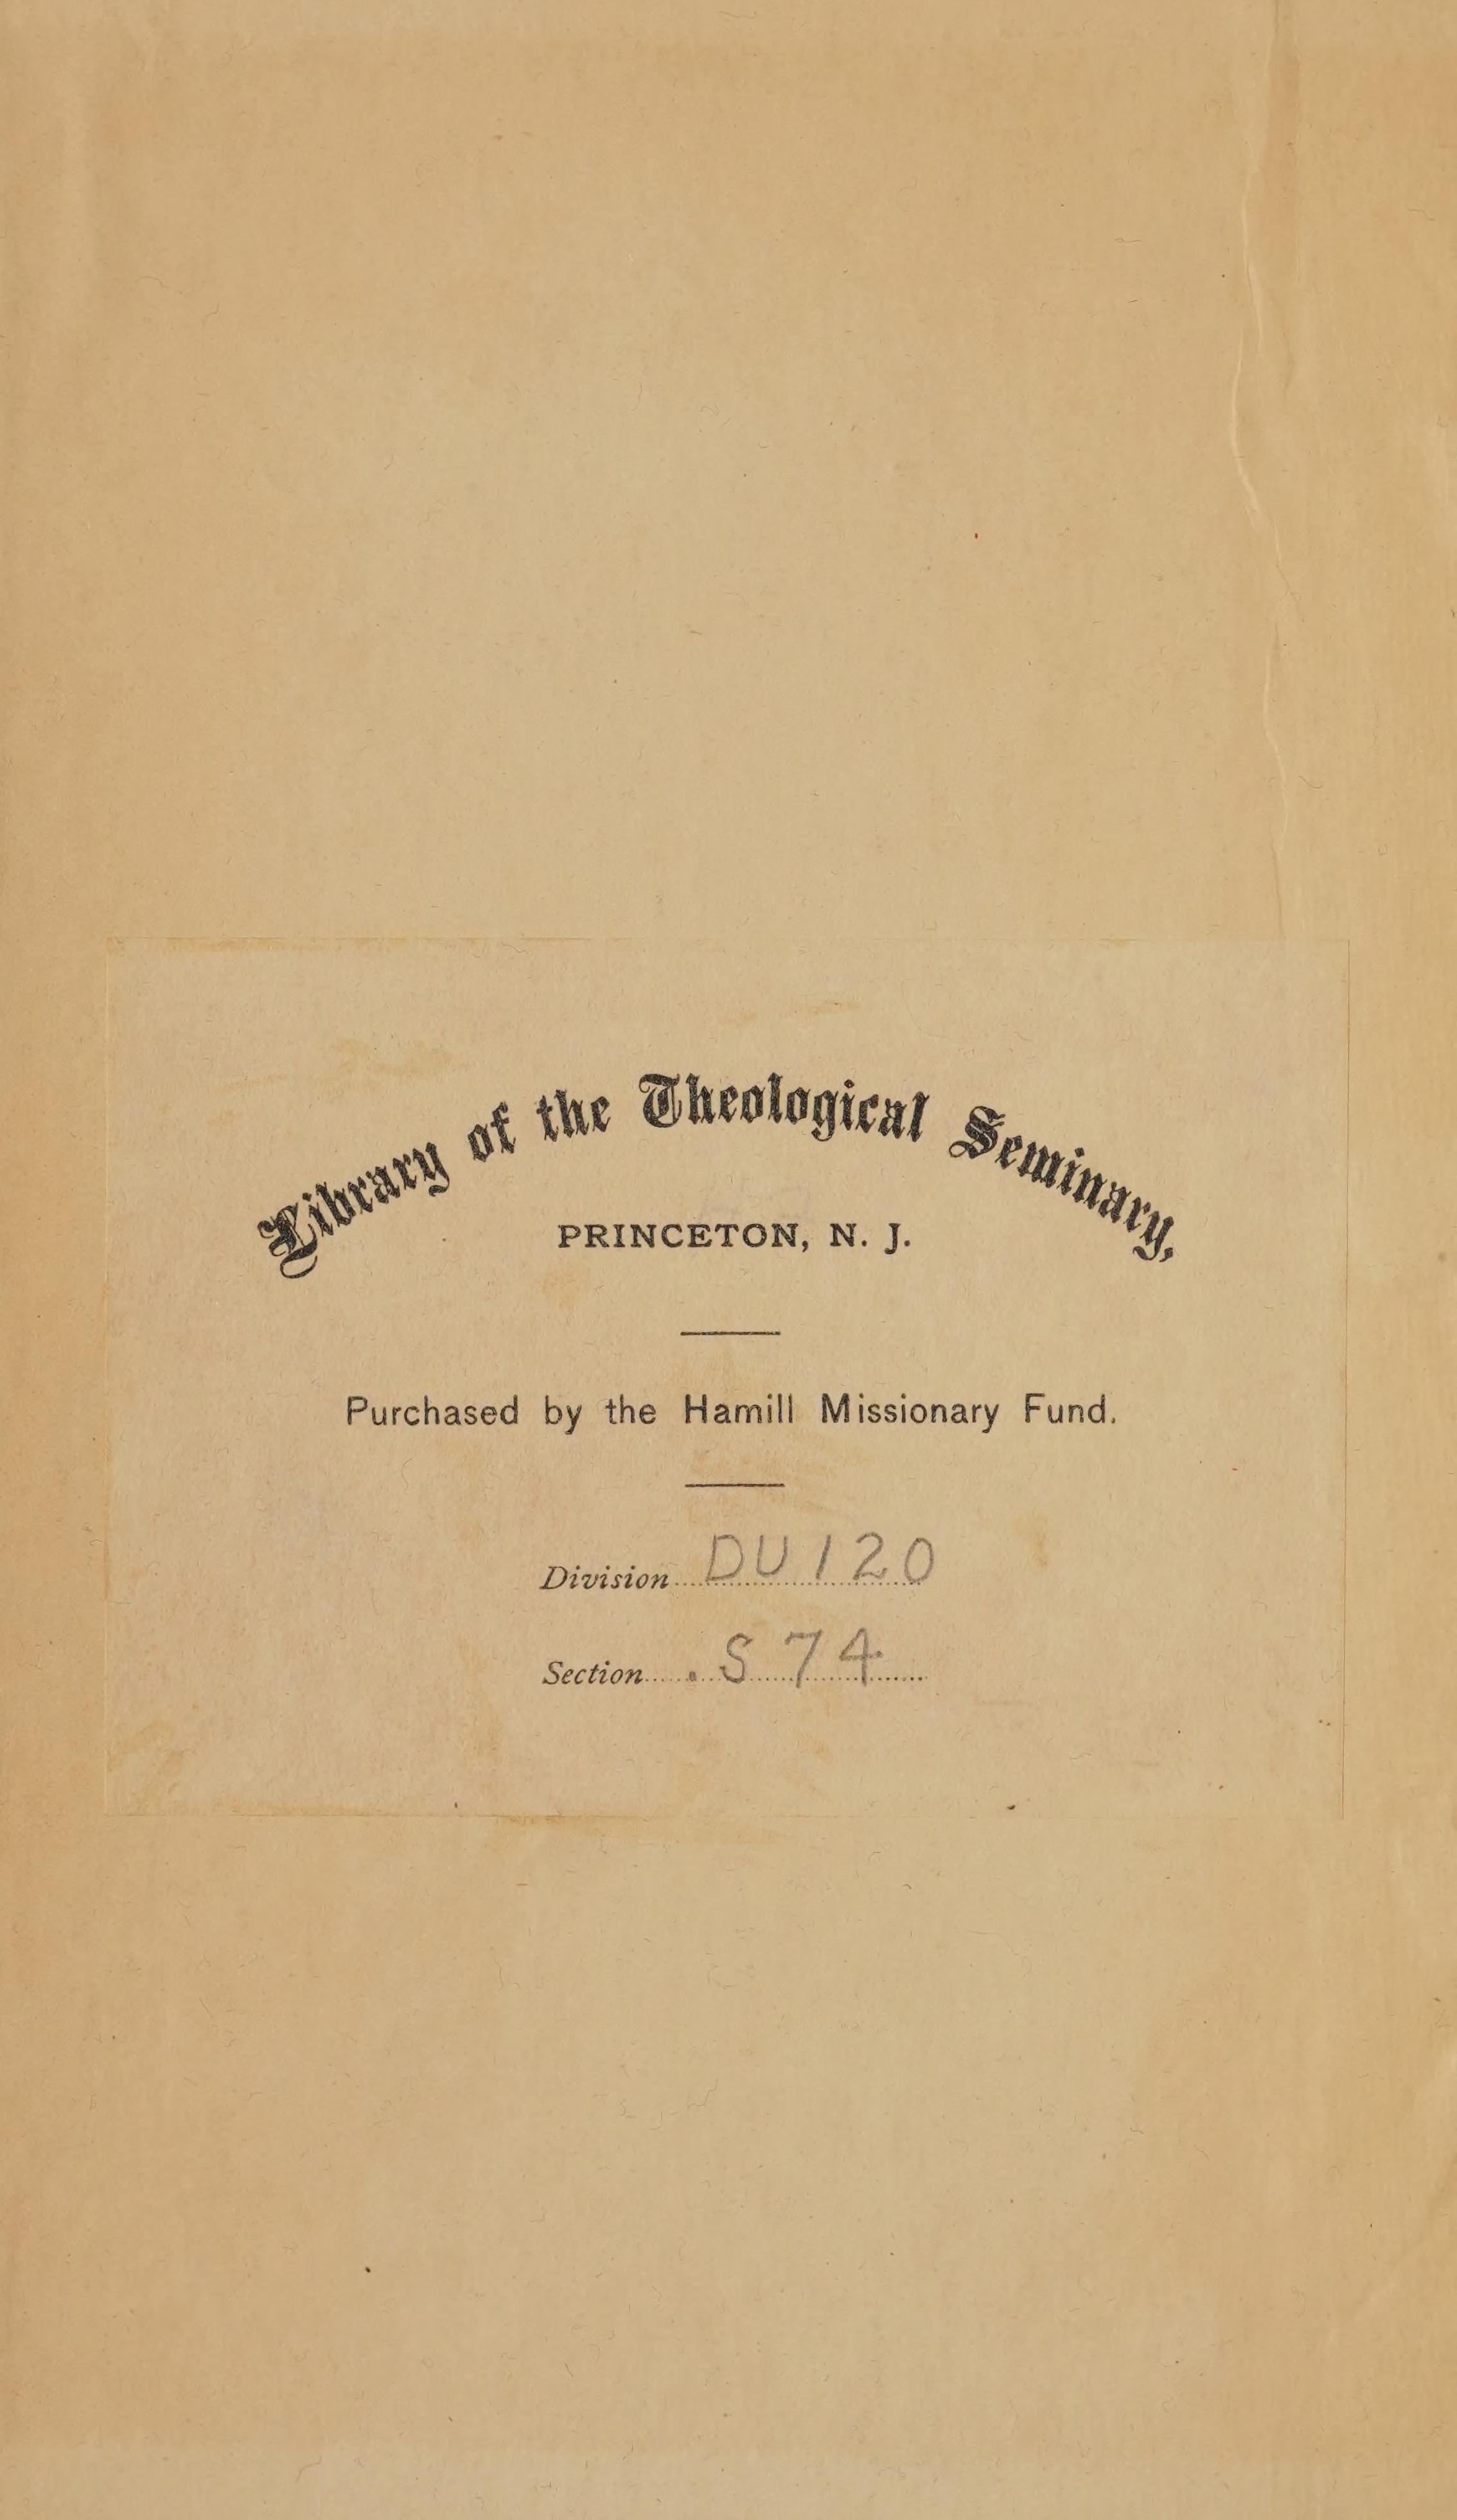 Library of the Theological Seminary,
PRINCETON, N. J.
Purchased by the Hamill Missionary Fund.
Division DU120
Section .S74